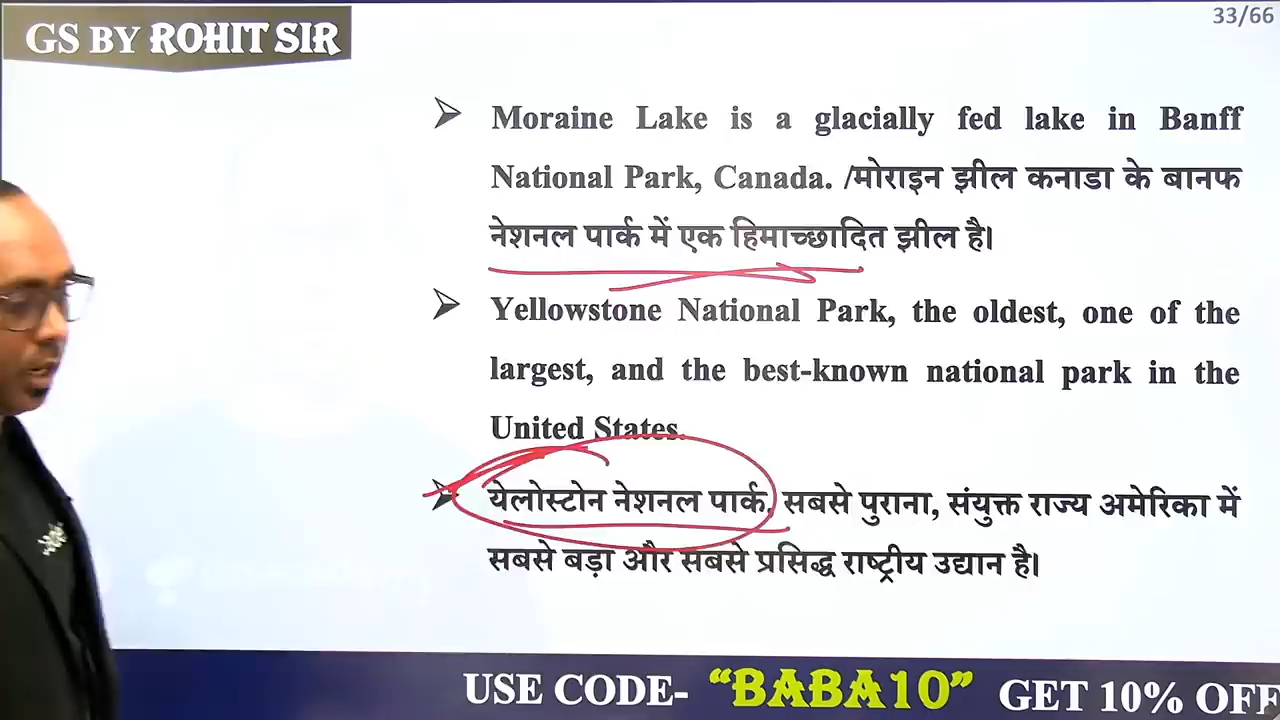 GS BY ROHIT SIR
33/66
➢ Moraine Lake is a glacially fed lake in Banff
National Park, Canada. /मोराइन झील कनाडा के बानफ
नेशनल पार्क में एक हिमाच्छादित झील है।
➢ Yellowstone National Park, the oldest, one of the
largest, and the best-known national park in the
United States.
➢ येलोस्टोन नेशनल पार्क, सबसे पुराना, संयुक्त राज्य अमेरिका में
सबसे बड़ा और सबसे प्रसिद्ध राष्ट्रीय उद्यान है।
USE CODE- “BABA10” GET 10% OFF